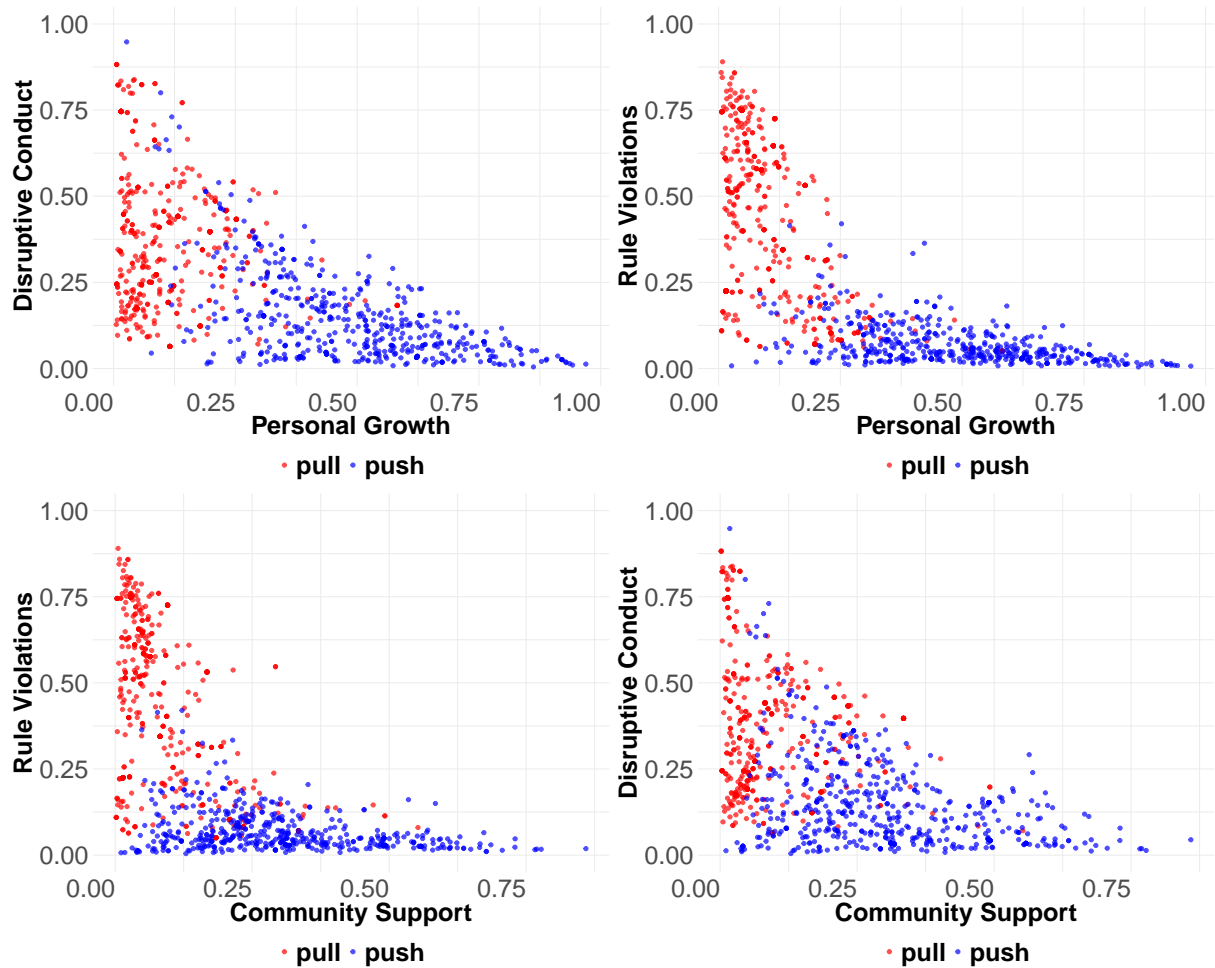 1.00
0.75
0.50
0.25
0.00
Disruptive Conduct
0.00 0.25 0.50 0.75 1.00
Personal Growth
pull push
1.00
0.75
0.50
0.25
0.00
Rule Violations
0.00 0.25 0.50 0.75 1.00
Personal Growth
pull push
1.00
0.75
0.50
0.25
0.00
Rule Violations
0.00 0.25 0.50 0.75
Community Support
pull push
1.00
0.75
0.50
0.25
0.00
Disruptive Conduct
0.00 0.25 0.50 0.75
Community Support
pull push